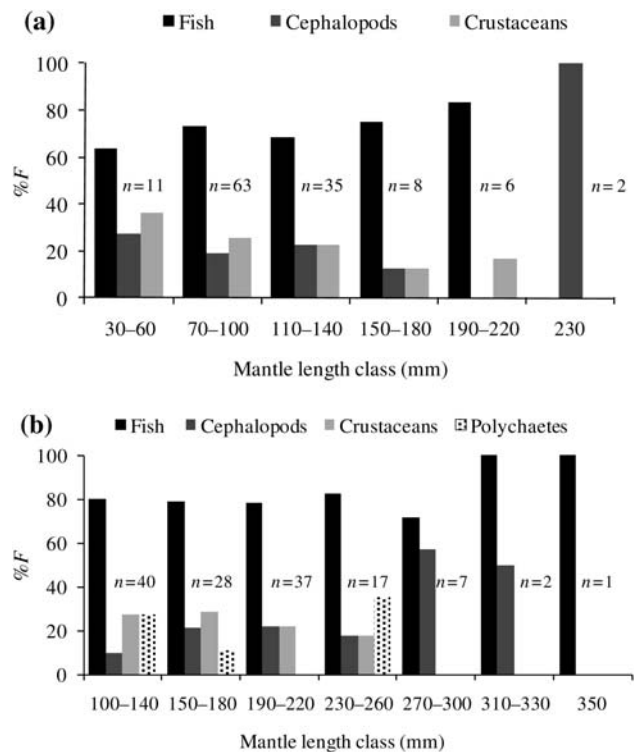 (a)
Fish Cephalopods Crustaceans
100
80
60
40
20
0
%F
n=11 n=63 n=35 n=8 n=6 n=2
30–60 70–100 110–140 150–180 190–220 230
Mantle length class (mm)
(b)
Fish Cephalopods Crustaceans Polychaetes
100
80
60
40
20
0
%F
n=40 n=28 n=37 n=17 n=7 n=2 n=1
100–140 150–180 190–220 230–260 270–300 310–330 350
Mantle length class (mm)